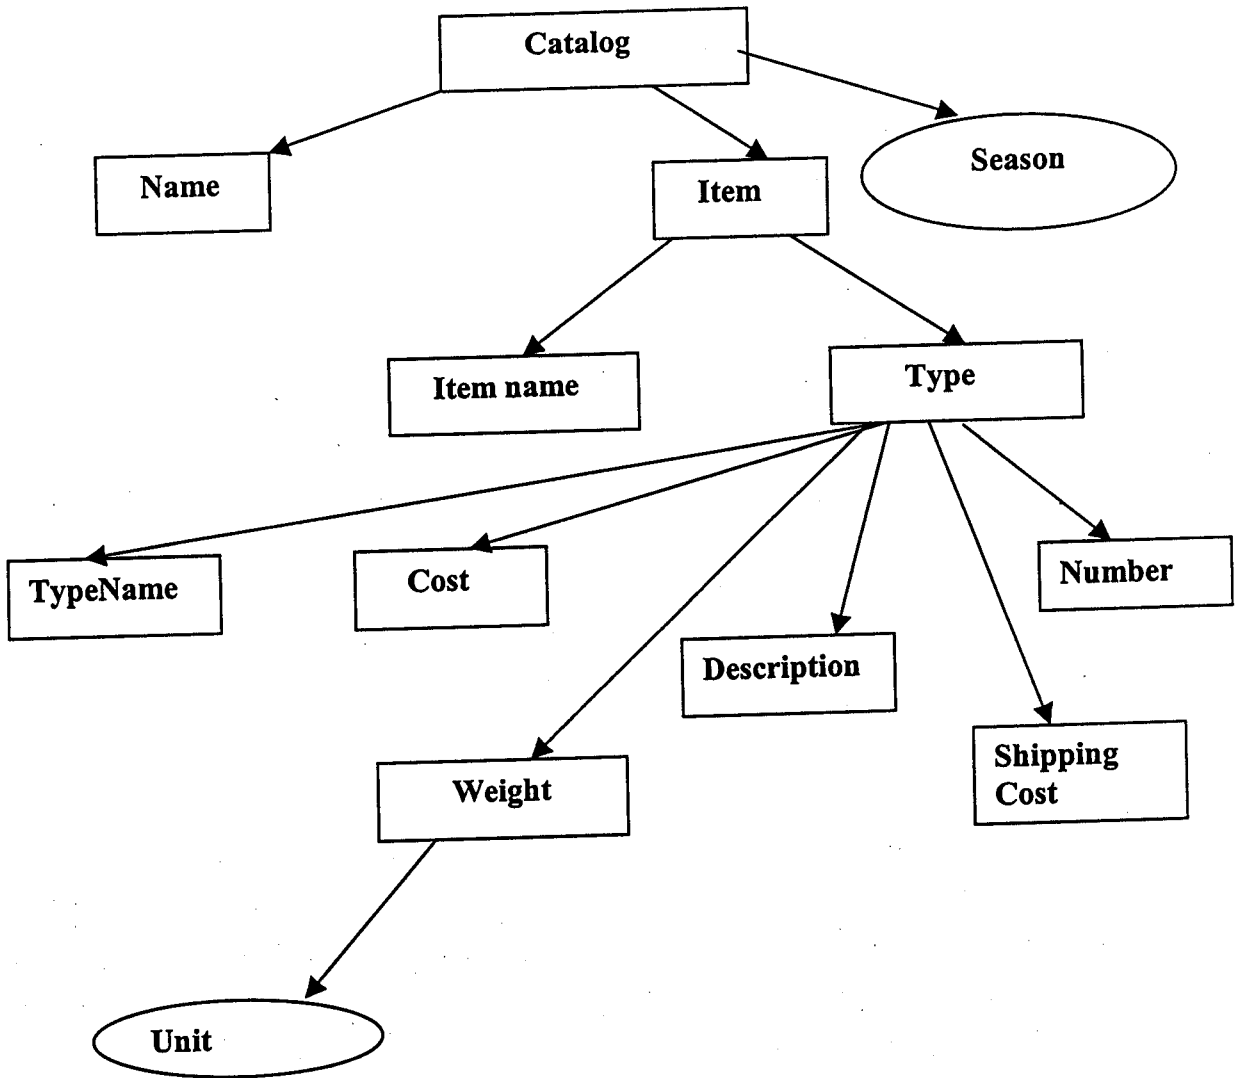 Catalog
Name
Item
Season
Item name
Type
TypeName
Cost
Number
Description
Weight
Shipping
Cost
Unit